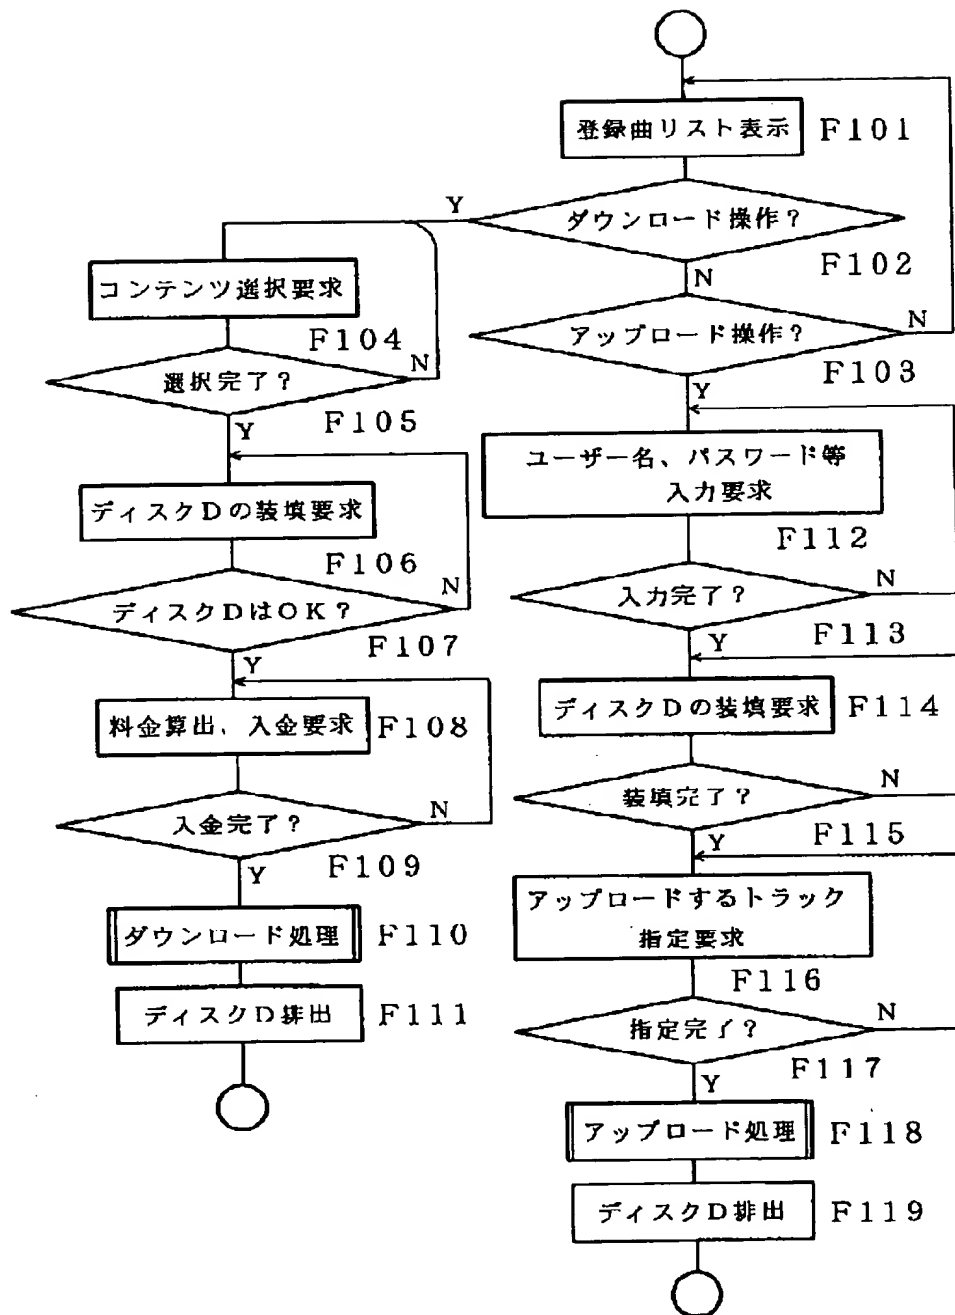 登録曲リスト表示
F101
ダウンロード操作?
Y
N
F102
アップロード操作?
N
Y
F103
コンテンツ選択要求
F104
選択完了?
N
Y
F105
ディスクDの装填要求
F106
ディスクDはOK?
N
Y
F107
料金算出、入金要求
F108
入金完了?
N
Y
F109
ダウンロード処理
F110
ディスクD排出
F111
ユーザー名、パスワード等
入力要求
F112
入力完了?
N
Y
F113
ディスクDの装填要求
F114
装填完了?
N
Y
F115
アップロードするトラック
指定要求
F116
指定完了?
N
Y
F117
アップロード処理
F118
ディスクD排出
F119